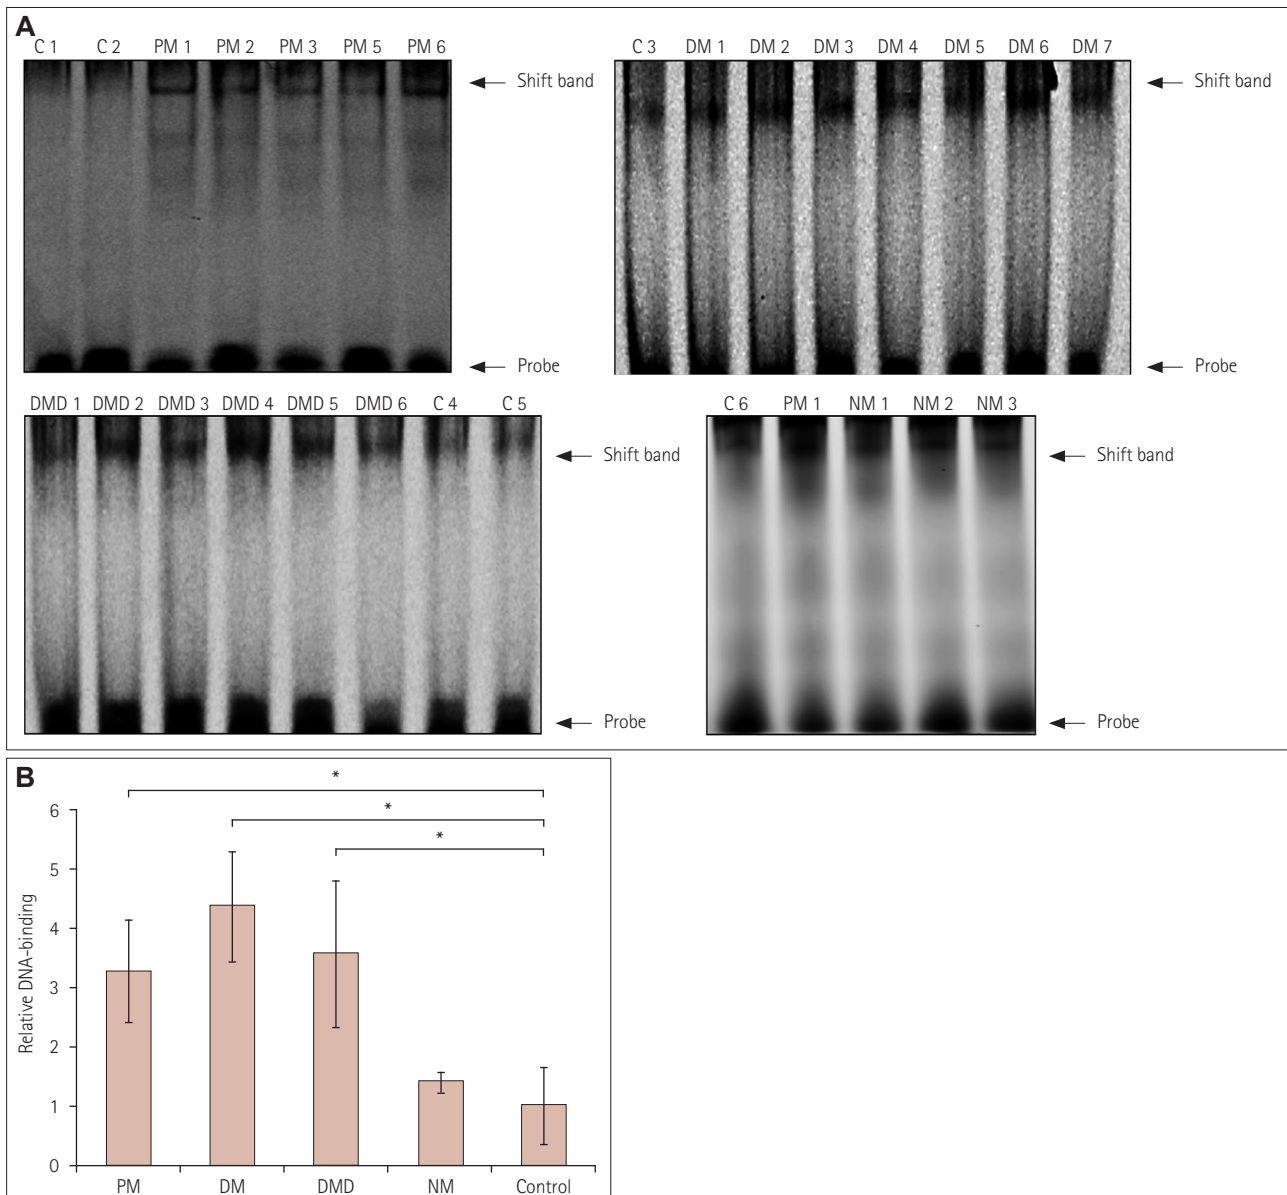 A
C 1 C 2 PM 1 PM 2 PM 3 PM 5 PM 6
Shift band
Probe
C 3 DM 1 DM 2 DM 3 DM 4 DM 5 DM 6 DM 7
Shift band
Probe
DMD 1 DMD 2 DMD 3 DMD 4 DMD 5 DMD 6 C 4 C 5
Shift band
Probe
C 6 PM 1 NM 1 NM 2 NM 3
Shift band
Probe
B
*
*
*
Relative DNA-binding
6
5
4
3
2
1
0
PM DM DMD NM Control